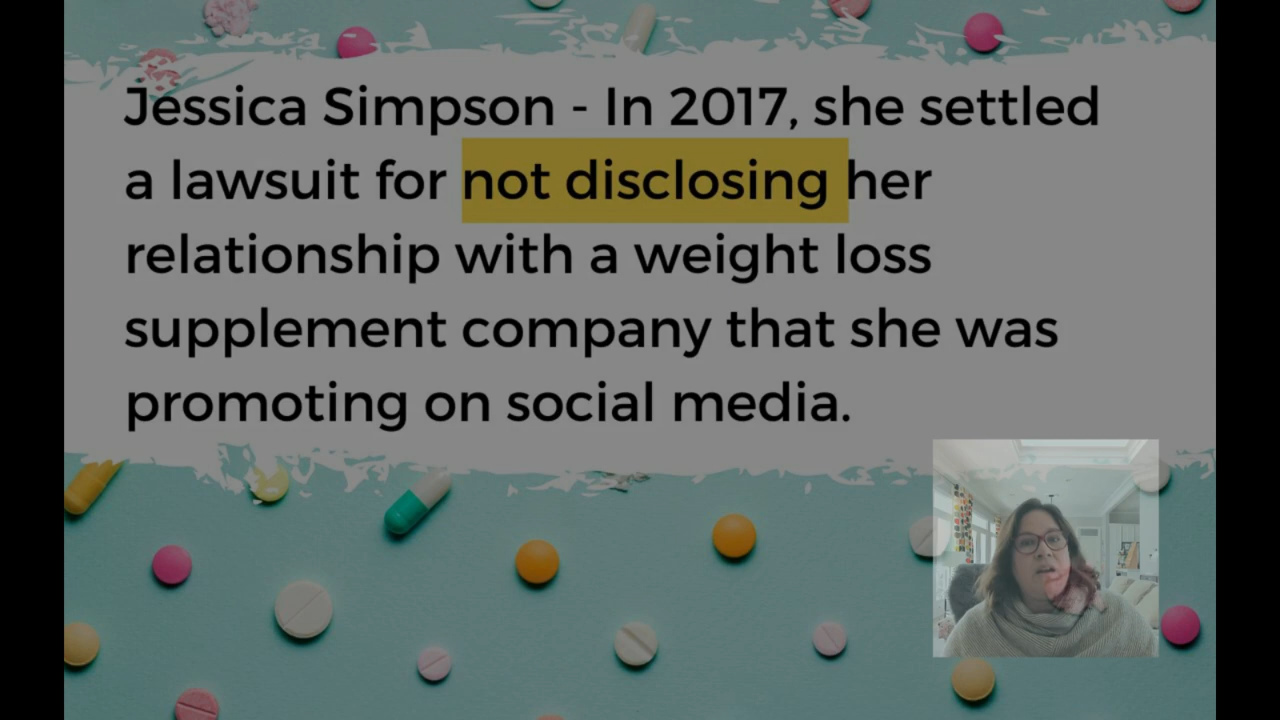 Jessica Simpson - In 2017, she settled
a lawsuit for not disclosing her
relationship with a weight loss
supplement company that she was
promoting on social media.